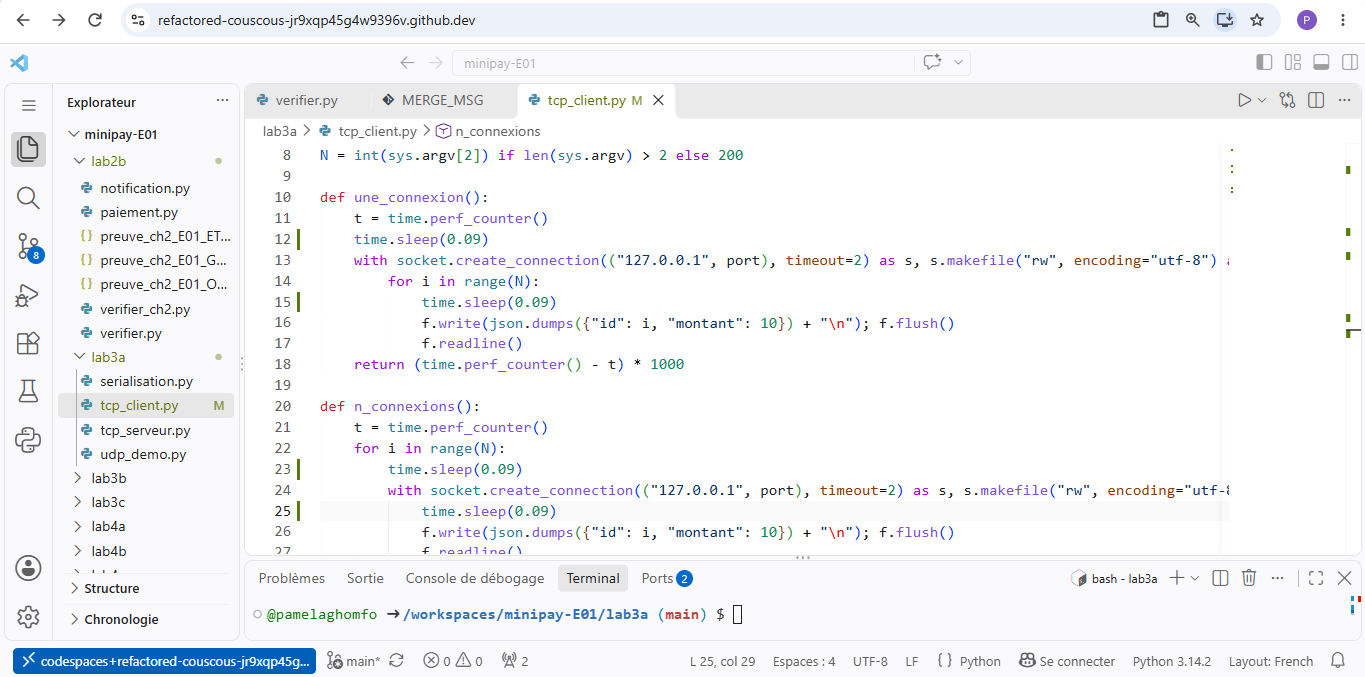 refactored-couscous-jr9xqp45g4w9396v.github.dev
P
minipay-E01
Explorateur
minipay-E01
lab2b
notification.py
paiement.py
preuve_ch2_E01_ET...
preuve_ch2_E01_G...
preuve_ch2_E01_O...
verifier_ch2.py
verifier.py
lab3a
serialisation.py
tcp_client.py M
tcp_serveur.py
udp_demo.py
lab3b
lab3c
lab4a
lab4b
Structure
Chronologie
8
verifier.py MERGE_MSG tcp_client.py M
lab3a > tcp_client.py > n_connexions
8 N = int(sys.argv[2]) if len(sys.argv) > 2 else 200
9
10 def une_connexion():
11 t = time.perf_counter()
12 time.sleep(0.09)
13 with socket.create_connection(("127.0.0.1", port), timeout=2) as s, s.makefile("rw", encoding="utf-8")
14 for i in range(N):
15 time.sleep(0.09)
16 f.write(json.dumps({"id": i, "montant": 10}) + "\n"); f.flush()
17 f.readline()
18 return (time.perf_counter() - t) * 1000
19
20 def n_connexions():
21 t = time.perf_counter()
22 for i in range(N):
23 time.sleep(0.09)
24 with socket.create_connection(("127.0.0.1", port), timeout=2) as s, s.makefile("rw", encoding="utf-8
25 time.sleep(0.09)
26 f.write(json.dumps({"id": i, "montant": 10}) + "\n"); f.flush()
27 f.readline()
Problèmes Sortie Console de débogage Terminal Ports 2
bash - lab3a
@pamelaghomfo → /workspaces/minipay-E01/lab3a (main) $
codespaces+refactored-couscous-jr9xqp45g... main* 0 0 2 L 25, col 29 Espaces : 4 UTF-8 LF { } Python Se connecter Python 3.14.2 Layout: French